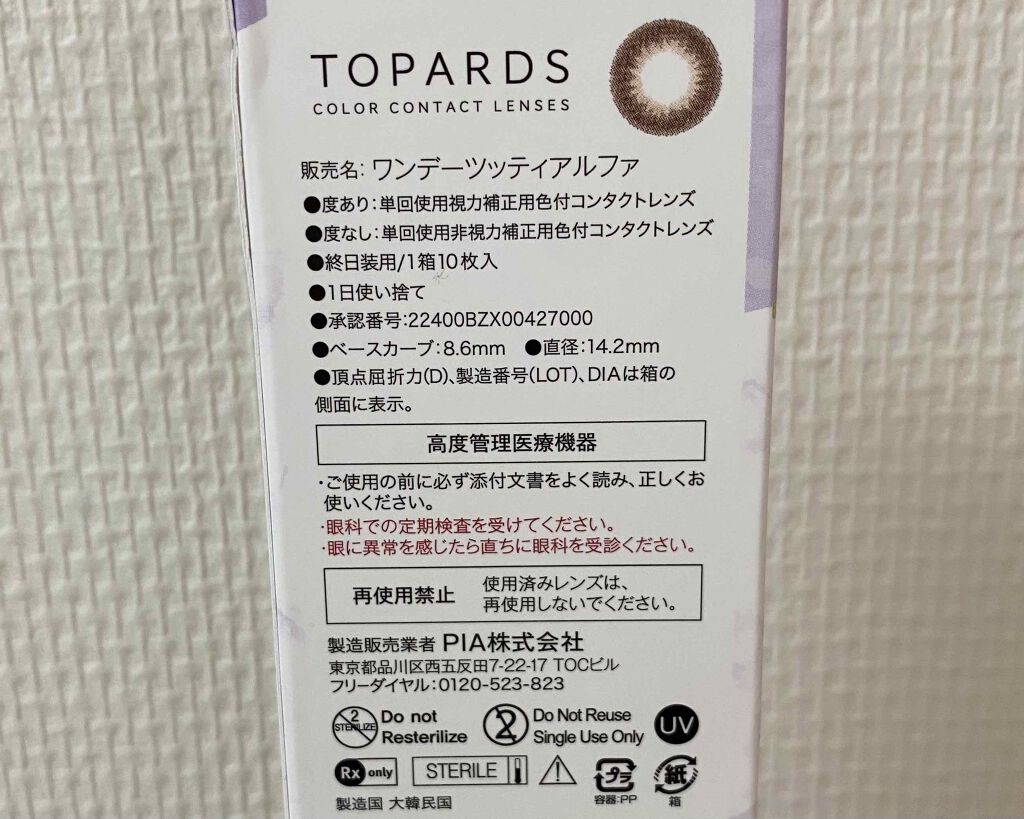 TOPARDS
COLOR CONTACT LENSES
販売名: ワンデーツッティアルファ
●度あり:単回使用視力補正用色付コンタクトレンズ
●度なし:単回使用非視力補正用色付コンタクトレンズ
●終日装用/1箱10枚入
●1日使い捨て
●承認番号:22400BZX00427000
●ベースカーブ:8.6mm ●直径:14.2mm
●頂点屈折力(D)、製造番号(LOT)、DIAは箱の
側面に表示。
高度管理医療機器
・ご使用の前に必ず添付文書をよく読み、正しくお
使いください。
・眼科での定期検査を受けてください。
・眼に異常を感じたら直ちに眼科を受診ください。
再使用禁止
使用済みレンズは、
再使用しないでください。
製造販売業者 PIA株式会社
東京都品川区西五反田7-22-17 TOCビル
フリーダイヤル:0120-523-823
2 STERILIZE Do not
Resterilize
2 Do Not Reuse
Single Use Only
UV
Rx only STERILE プラ 紙
容器:PP 箱
製造国 大韓民国